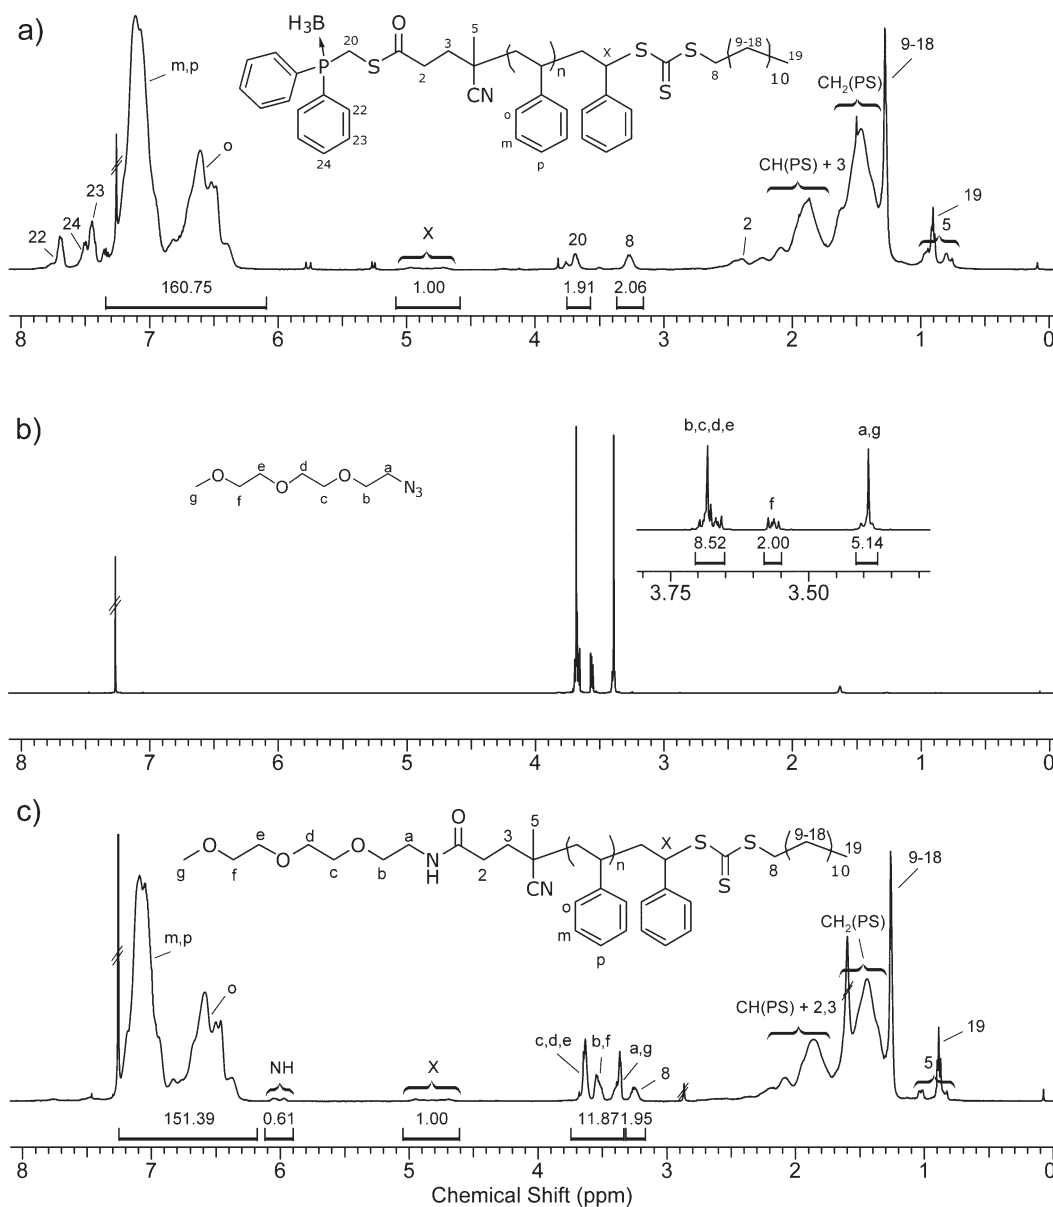 a)
H₃B
P
20
S
O
2
3
5
CN
n
X
S
S
S
8
9-18
10
19
o
m
p
22
23
24
m,p
o
22
24
23
X
20
8
2
CH(PS) + 3
CH₂(PS)
9-18
19
5
160.75 1.00 1.91 2.06
8 7 6 5 4 3 2 1 0
b)
g O f e O d c O b a N₃
b,c,d,e f a,g
8.52 2.00 5.14
3.75 3.50
8 7 6 5 4 3 2 1 0
c)
g O f e O d c O b a N H
O
2
3
5
CN
n
X
S
S
S
8
9-18
10
19
o
m
p
m,p
o
NH
X
c,d,e b,f a,g 8
CH(PS) + 2,3
CH₂(PS)
9-18
19
5
151.39 0.61 1.00 11.87 1.95
8 7 6 5 4 3 2 1 0
Chemical Shift (ppm)